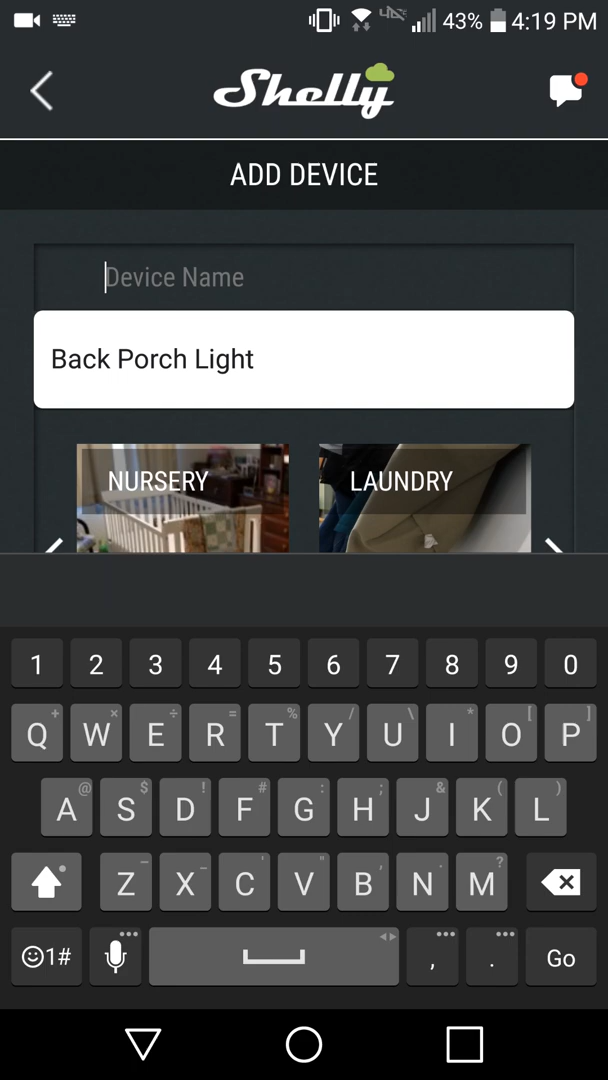 43% 4:19 PM
Shelly
ADD DEVICE
Device Name
Back Porch Light
NURSERY
LAUNDRY
1 2 3 4 5 6 7 8 9 0
+ × ÷ = % / \ * [ ]
Q W E R T Y U I O P
@ $ ! # : ; & ( )
A S D F G H J K L
– _ ' " , . ?
Z X C V B N M
1# , . Go